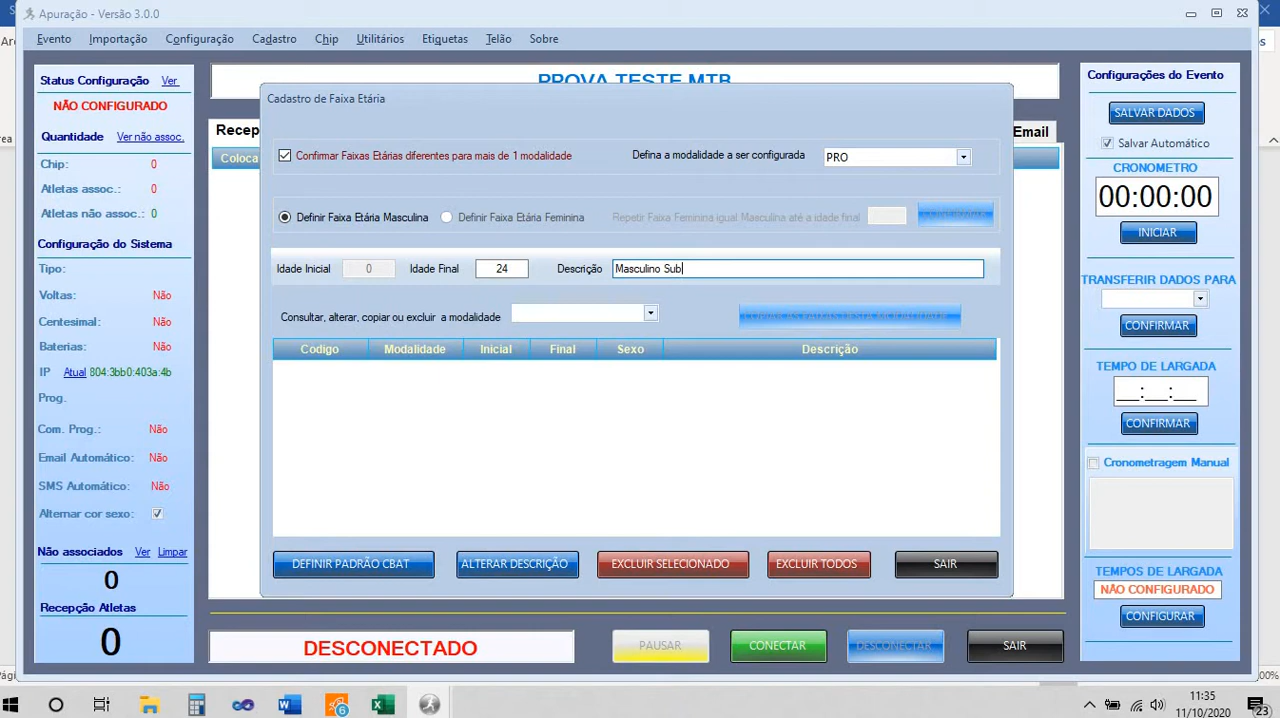 Apuração - Versão 3.0.0
Evento Importação Configuração Cadastro Chip Utilitários Etiquetas Telão Sobre
Status Configuração Ver
NÃO CONFIGURADO
Quantidade Ver não assoc.
Chip: 0
Atletas assoc.: 0
Atletas não assoc.: 0
Configuração do Sistema
Tipo:
Voltas: Não
Centesimal: Não
Baterias: Não
IP Atual 804:3bb0:403a:4b
Prog.
Com. Prog.: Não
Email Automático: Não
SMS Automático: Não
Alternar cor sexo:
Não associados Ver Limpar
0
Recepção Atletas
0
PROVA TESTE MTB
Recep
Email
Coloca
Cadastro de Faixa Etária
Confirmar Faixas Etárias diferentes para mais de 1 modalidade Defina a modalidade a ser configurada PRO
Definir Faixa Etária Masculina Definir Faixa Etária Feminina Repetir Faixa Feminina igual Masculina até a idade final
Idade Inicial 0 Idade Final 24 Descrição Masculino Sub
Consultar, alterar, copiar ou excluir a modalidade
Codigo Modalidade Inicial Final Sexo Descrição
DEFINIR PADRÃO CBAT ALTERAR DESCRIÇÃO EXCLUIR SELECIONADO EXCLUIR TODOS SAIR
DESCONECTADO PAUSAR CONECTAR DESCONECTAR SAIR
Configurações do Evento
SALVAR DADOS
Salvar Automático
CRONOMETRO
00:00:00
INICIAR
TRANSFERIR DADOS PARA
CONFIRMAR
TEMPO DE LARGADA
___:___:___
CONFIRMAR
Cronometragem Manual
TEMPOS DE LARGADA
NÃO CONFIGURADO
CONFIGURAR
11:35
11/10/2020
6
23